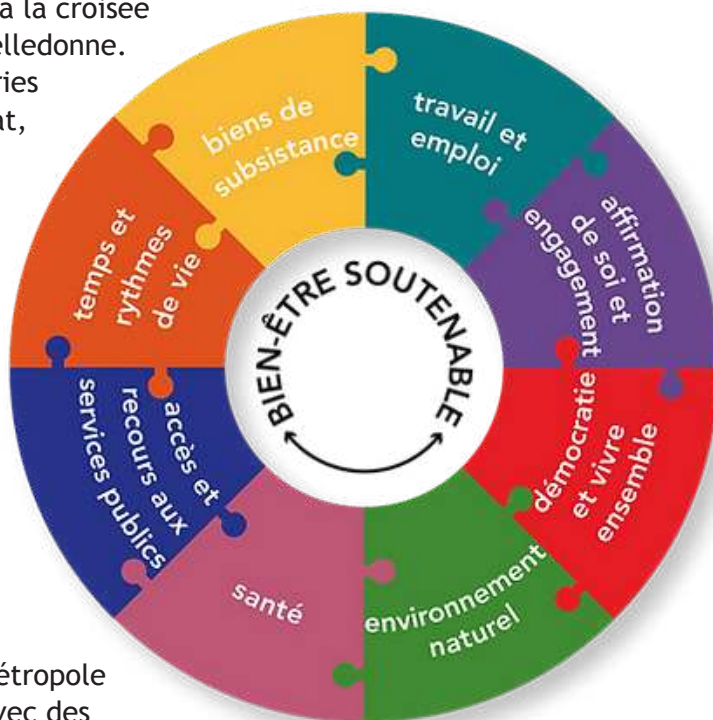 à la croisée
elledonne.
ries
at,
biens de
subsistance
travail et
emploi
affirmation
de soi et
engagement
démocratie
et vivre
ensemble
environnement
naturel
santé
accès et
recours aux
services publics
temps et
rythmes
de vie
BIEN-ÊTRE SOUTENABLE
étropole
vec des